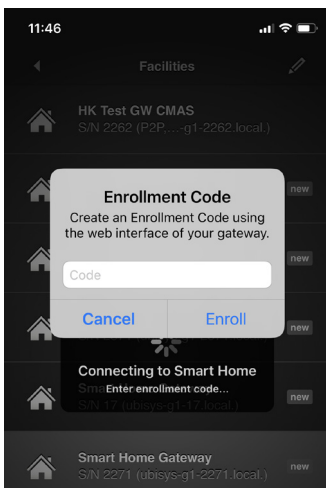 11:46
Facilities
HK Test GW CMAS
S/N 2262 (P2P,...-g1-2262.local.)
new
Enrollment Code
Create an Enrollment Code using
the web interface of your gateway.
new
Code
Cancel Enroll
new
Connecting to Smart Home
Enter enrollment code...
new
S/N 17 (ubisys-g1-17.local.)
Smart Home Gateway
new
S/N 2271 (ubisys-g1-2271.local.)